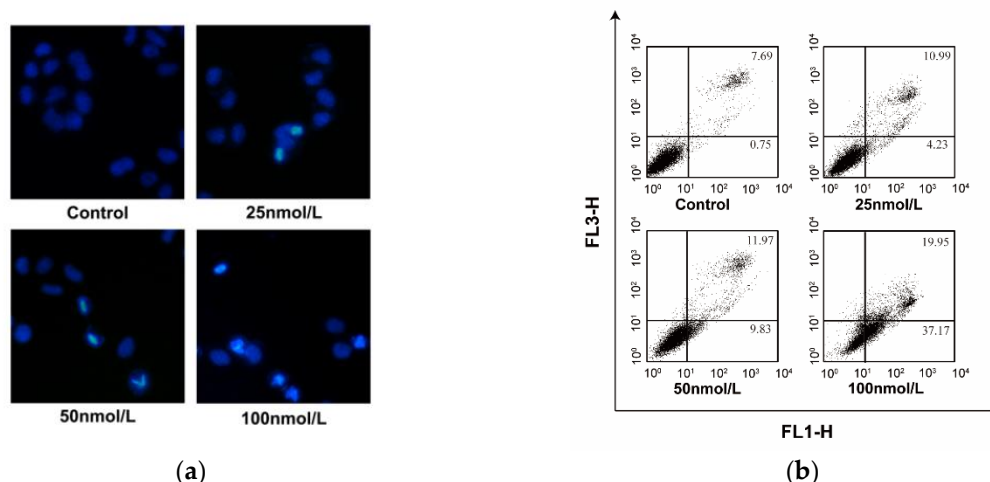 Control
25nmol/L
50nmol/L
100nmol/L
(a)
FL3-H
10⁴
10³
10²
10¹
10⁰
7.69
0.75
10⁰ 10¹ 10² 10³ 10⁴
Control
10⁴
10³
10²
10¹
10⁰
10.99
4.23
10⁰ 10¹ 10² 10³ 10⁴
25nmol/L
10⁴
10³
10²
10¹
10⁰
11.97
9.83
10⁰ 10¹ 10² 10³ 10⁴
50nmol/L
10⁴
10³
10²
10¹
10⁰
19.95
37.17
10⁰ 10¹ 10² 10³ 10⁴
100nmol/L
FL1-H
(b)